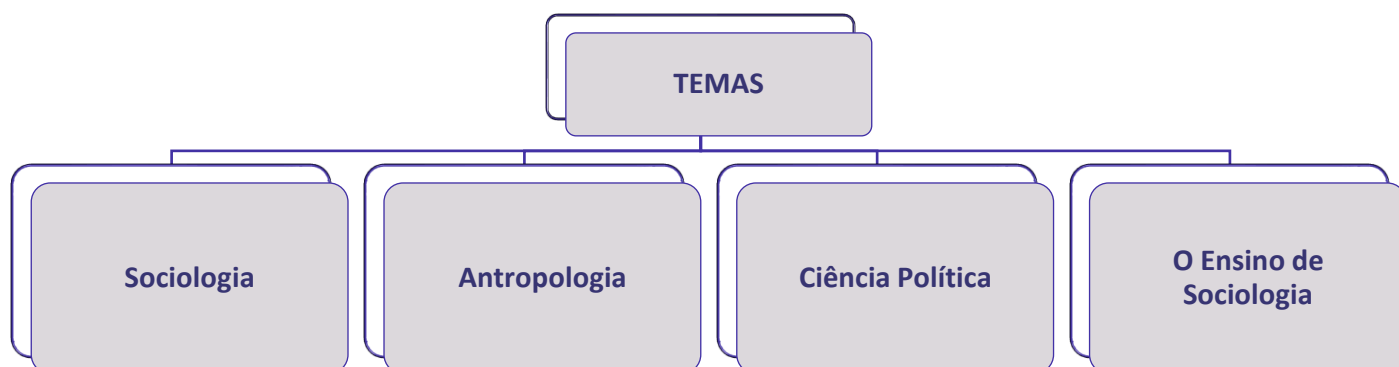 TEMAS
Sociologia
Antropologia
Ciência Política
O Ensino de
Sociologia